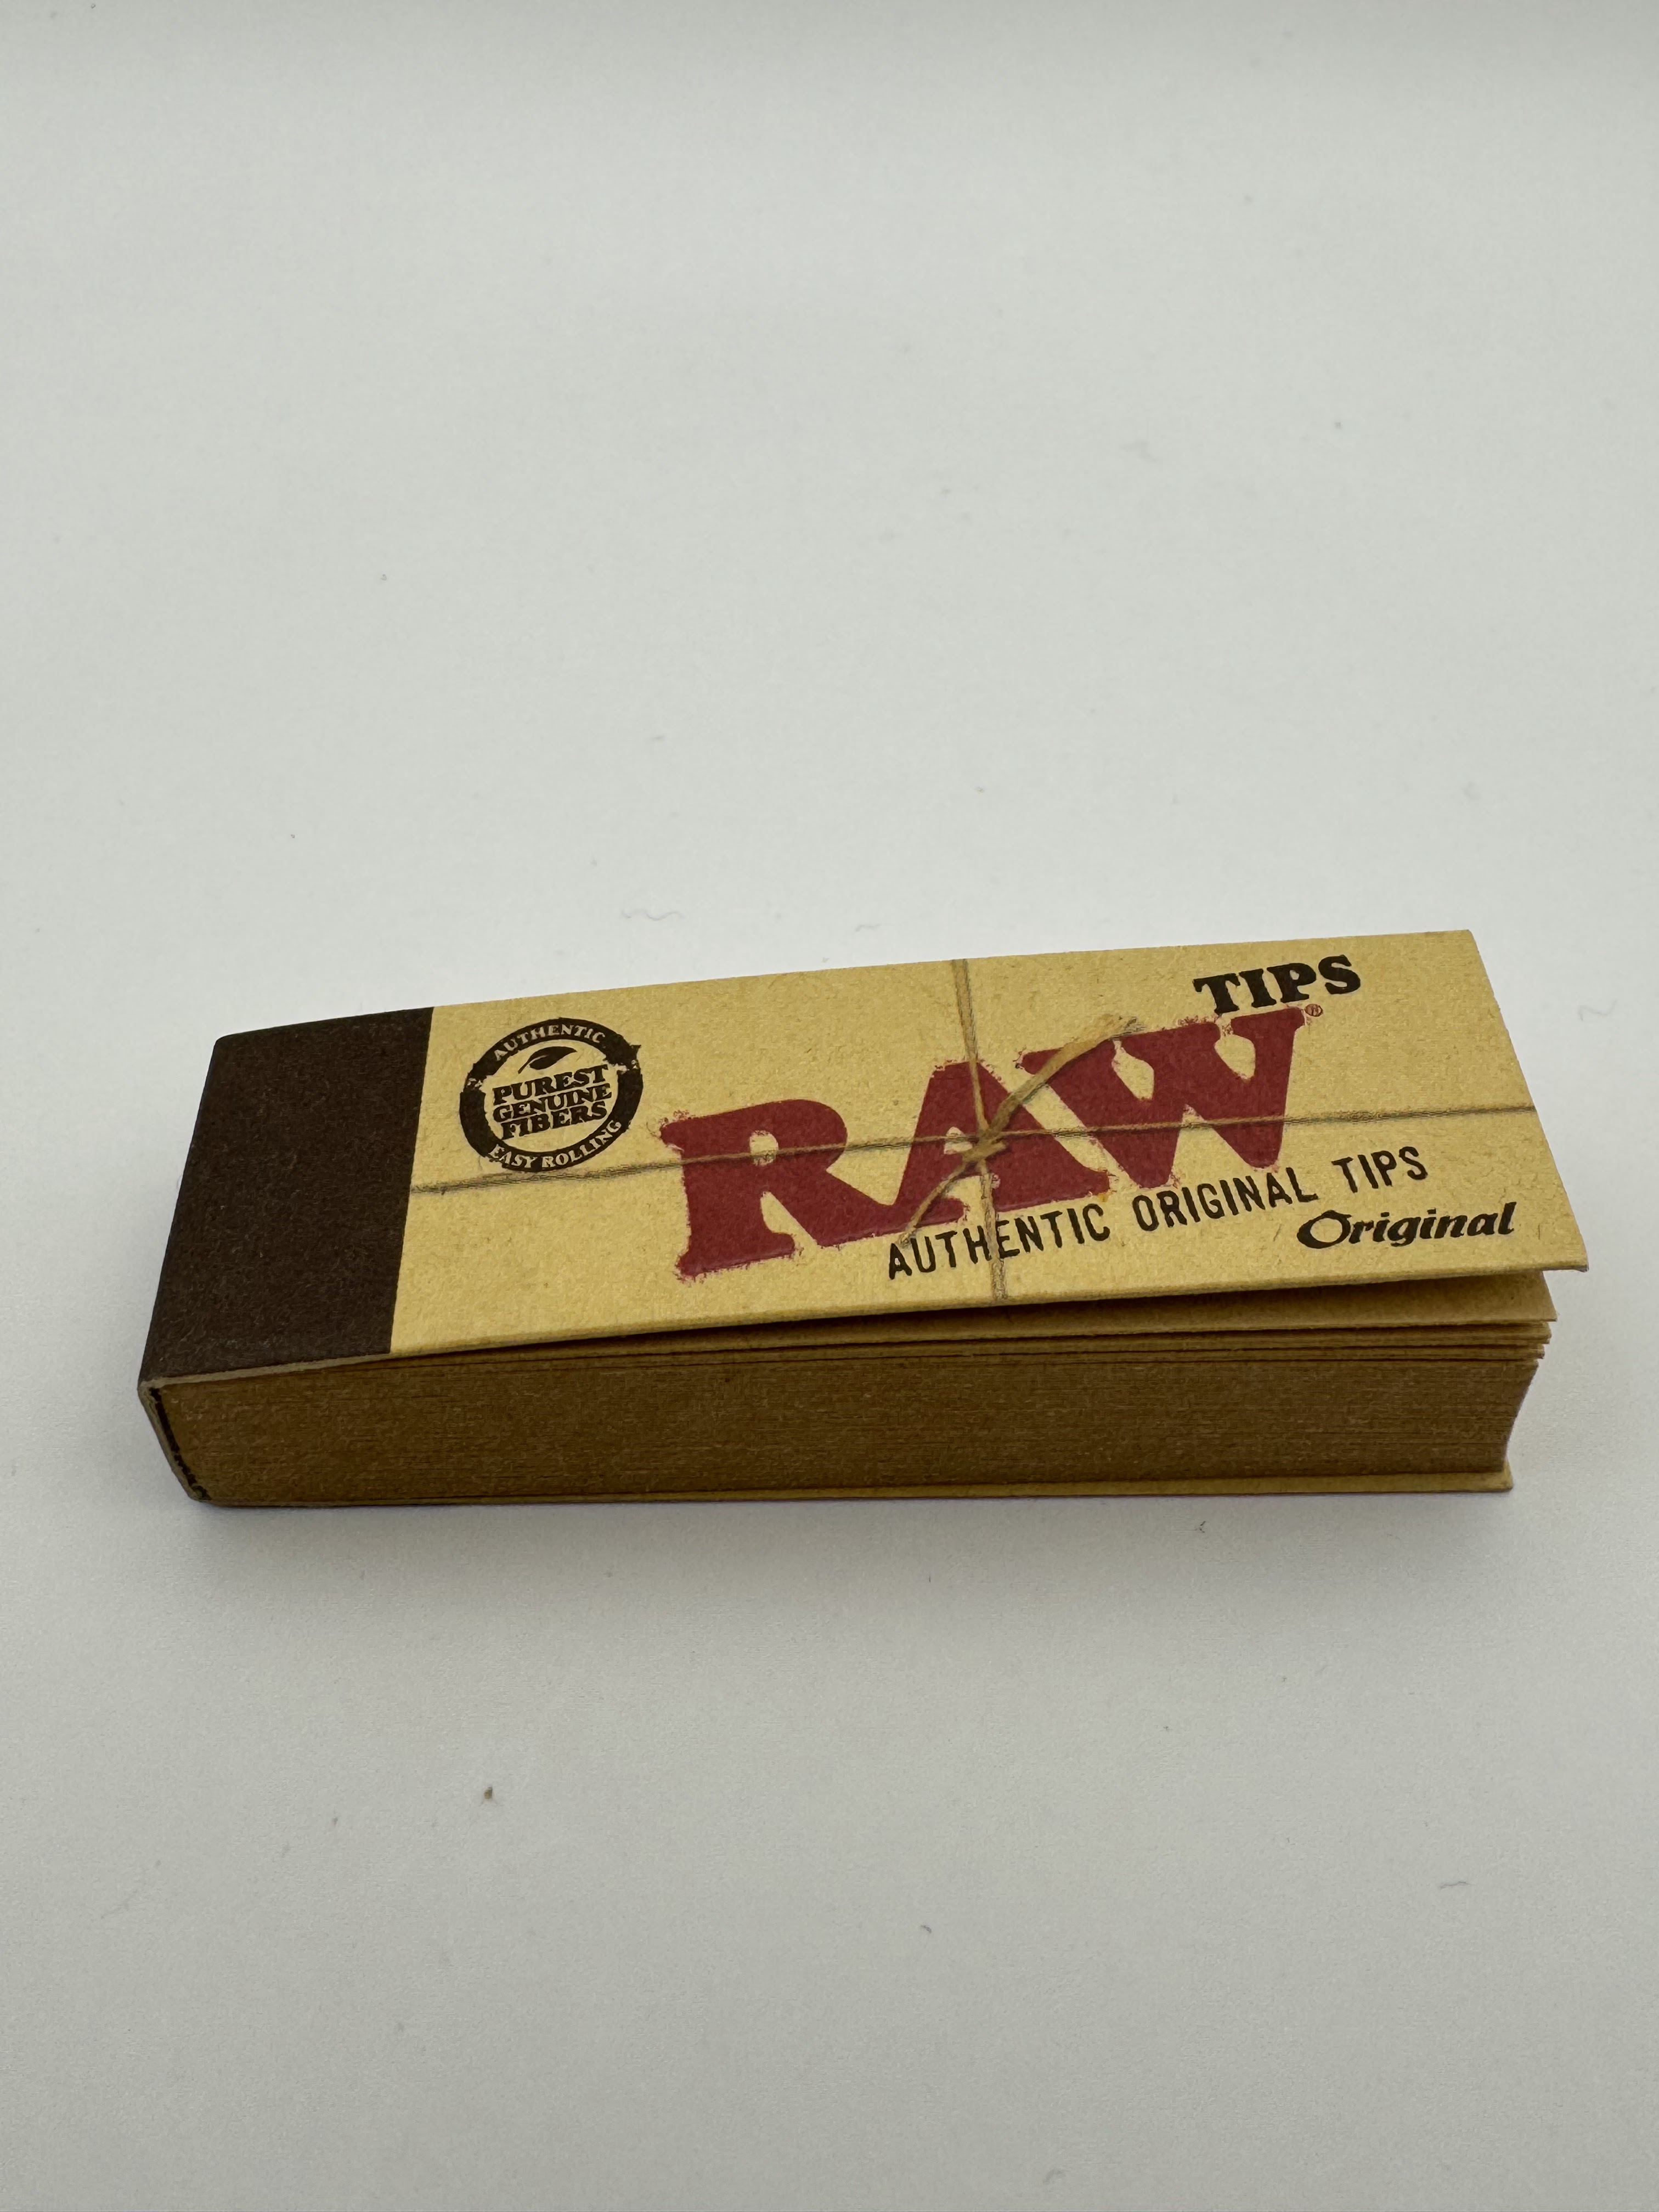 AUTHENTIC
PUREST
GENUINE
FIBERS
EASY ROLLING
TIPS
RAW®
AUTHENTIC ORIGINAL TIPS
Original